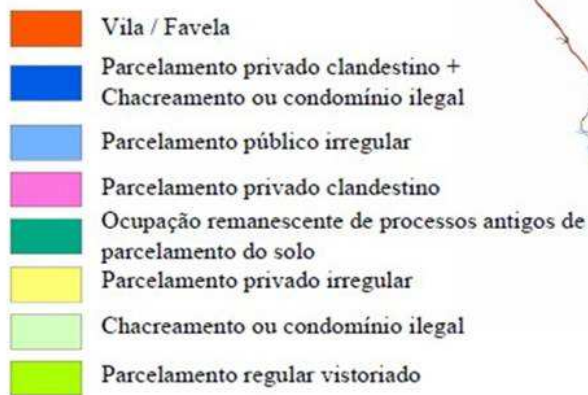 Vila / Favela
Parcelamento privado clandestino +
Chacreamento ou condomínio ilegal
Parcelamento público irregular
Parcelamento privado clandestino
Ocupação remanescente de processos antigos de
parcelamento do solo
Parcelamento privado irregular
Chacreamento ou condomínio ilegal
Parcelamento regular vistoriado